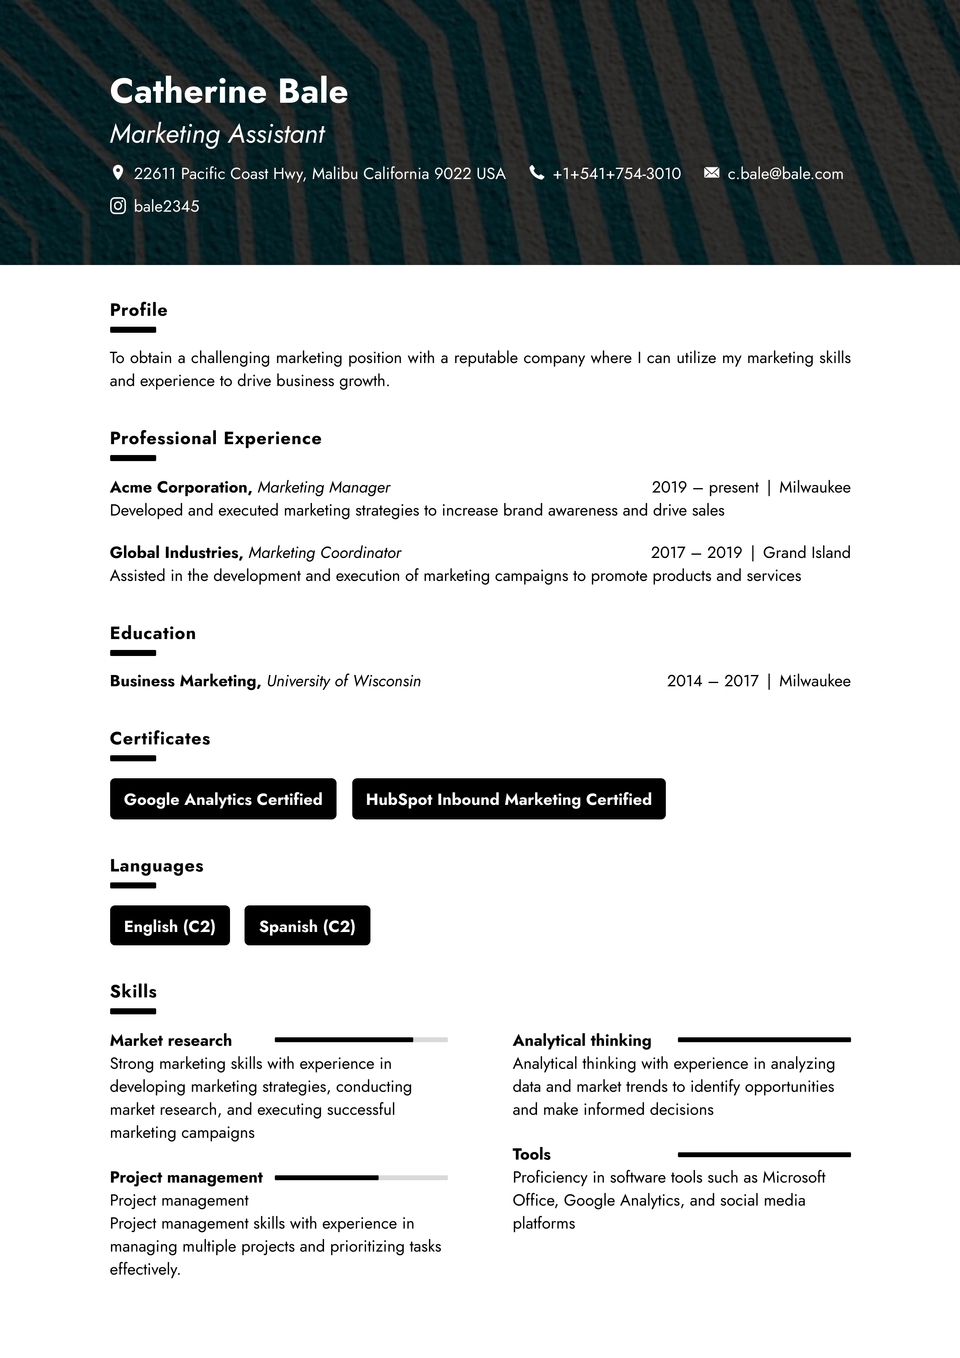 Catherine Bale
Marketing Assistant
22611 Pacific Coast Hwy, Malibu California 9022 USA +1+541+754-3010 c.bale@bale.com
bale2345
Profile
To obtain a challenging marketing position with a reputable company where I can utilize my marketing skills
and experience to drive business growth.
Professional Experience
Acme Corporation, Marketing Manager 2019 – present | Milwaukee
Developed and executed marketing strategies to increase brand awareness and drive sales
Global Industries, Marketing Coordinator 2017 – 2019 | Grand Island
Assisted in the development and execution of marketing campaigns to promote products and services
Education
Business Marketing, University of Wisconsin 2014 – 2017 | Milwaukee
Certificates
Google Analytics Certified HubSpot Inbound Marketing Certified
Languages
English (C2) Spanish (C2)
Skills
Market research
Strong marketing skills with experience in
developing marketing strategies, conducting
market research, and executing successful
marketing campaigns
Project management
Project management
Project management skills with experience in
managing multiple projects and prioritizing tasks
effectively.
Analytical thinking
Analytical thinking with experience in analyzing
data and market trends to identify opportunities
and make informed decisions
Tools
Proficiency in software tools such as Microsoft
Office, Google Analytics, and social media
platforms